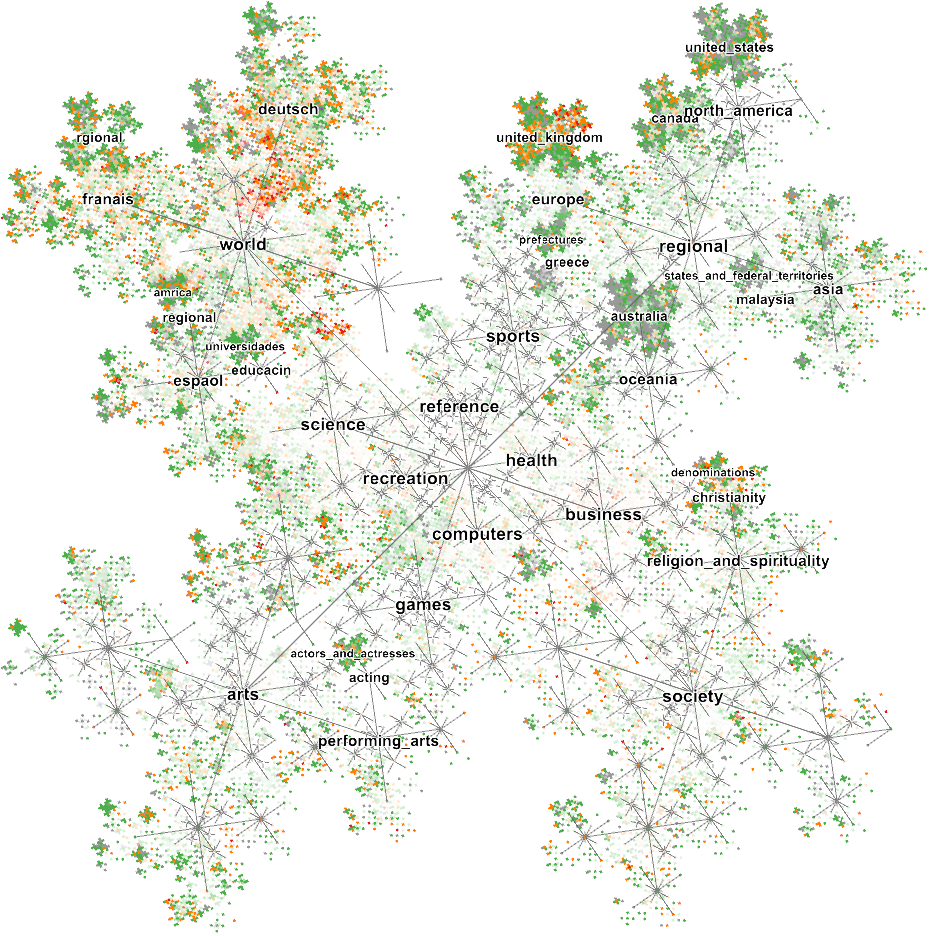 united_states
deutsch
north_america
canada
rgional
united_kingdom
franais
europe
world
prefectures
regional
greece
states_and_federal_territories
amrica
asia
malaysia
regional
australia
sports
universidades
educacin
espaol
oceania
reference
science
health
denominations
recreation
christianity
business
computers
religion_and_spirituality
games
actors_and_actresses
acting
arts
society
performing_arts